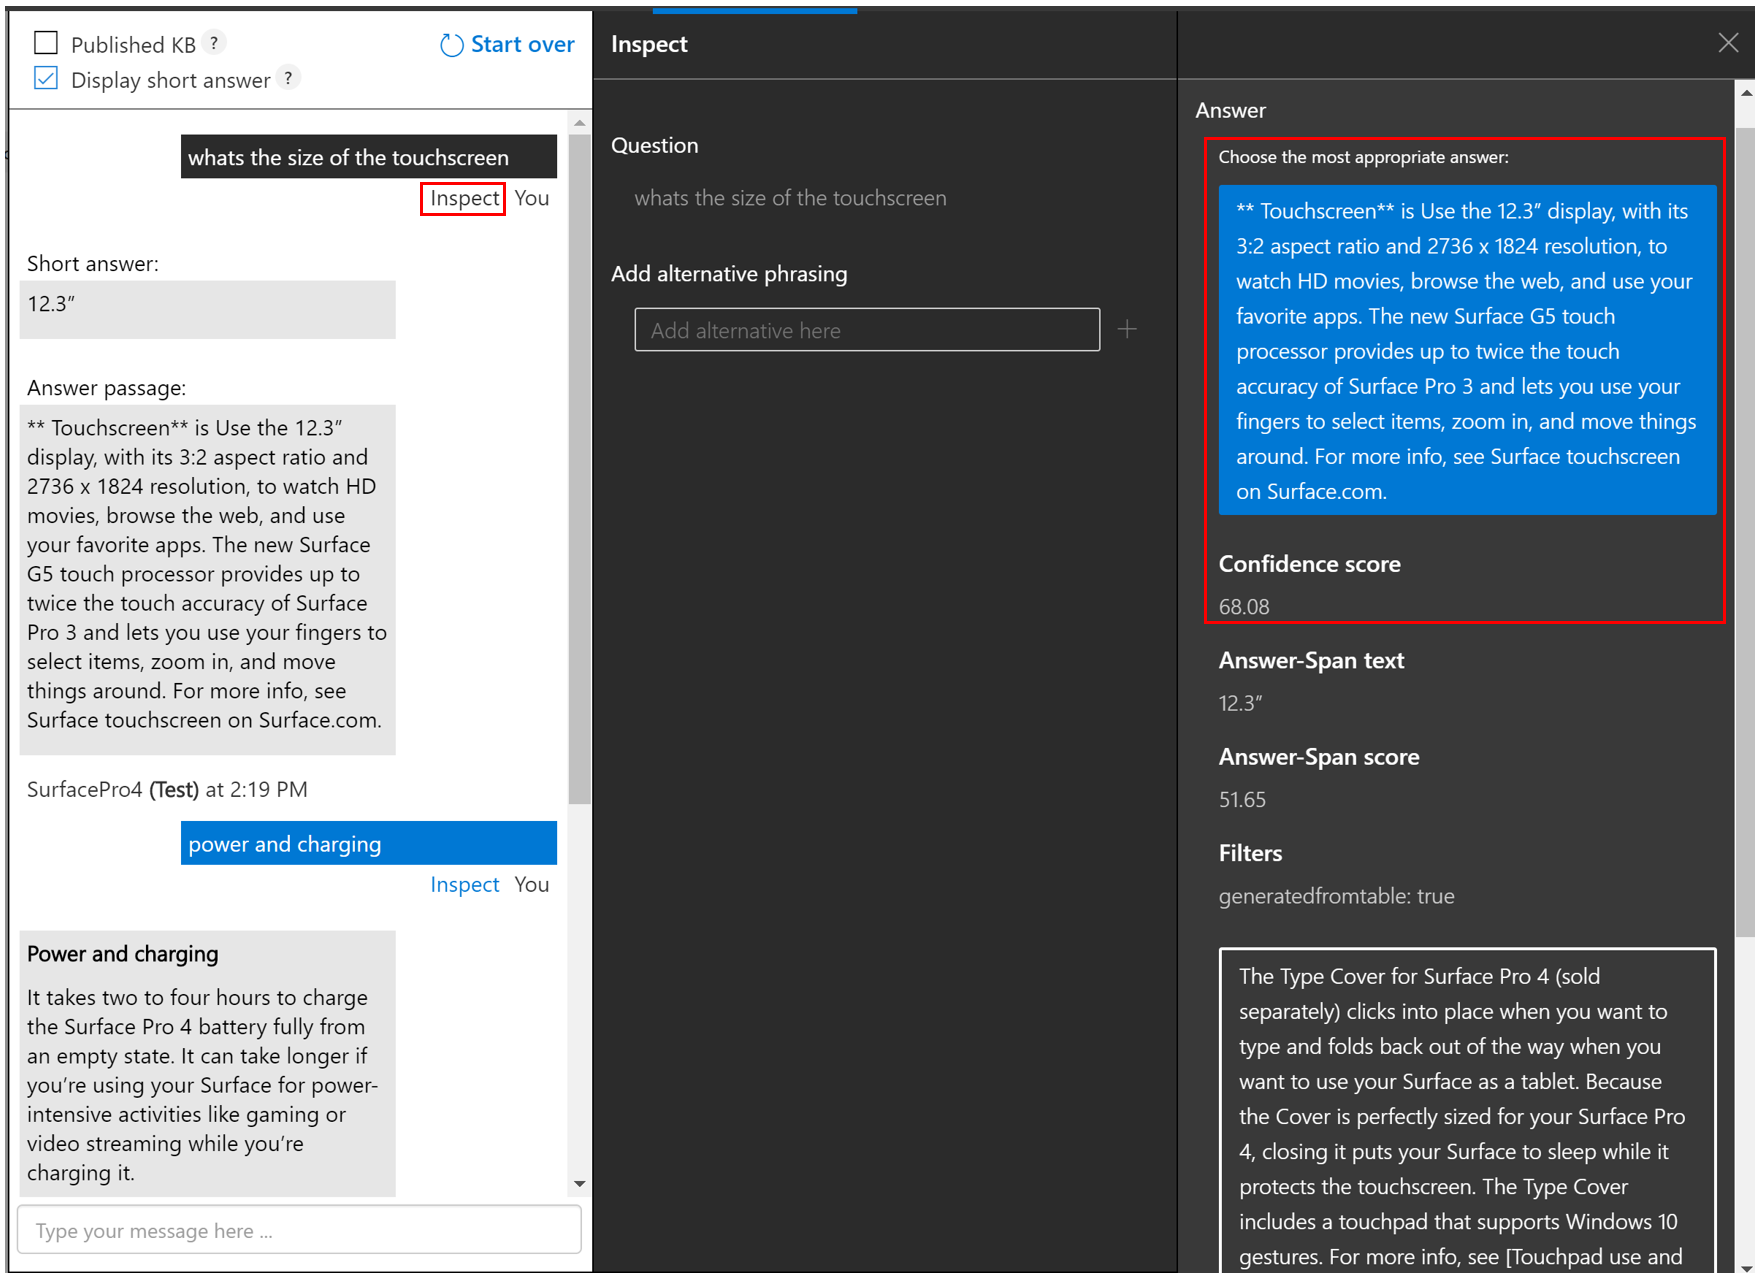 Published KB ?
Start over
Display short answer ?
whats the size of the touchscreen
Inspect You
Short answer:
12.3”
Answer passage:
** Touchscreen** is Use the 12.3”
display, with its 3:2 aspect ratio and
2736 x 1824 resolution, to watch HD
movies, browse the web, and use
your favorite apps. The new Surface
G5 touch processor provides up to
twice the touch accuracy of Surface
Pro 3 and lets you use your fingers to
select items, zoom in, and move
things around. For more info, see
Surface touchscreen on Surface.com.
SurfacePro4 (Test) at 2:19 PM
power and charging
Inspect You
Power and charging
It takes two to four hours to charge
the Surface Pro 4 battery fully from
an empty state. It can take longer if
you’re using your Surface for power-
intensive activities like gaming or
video streaming while you’re
charging it.
Type your message here ...
Inspect
Question
whats the size of the touchscreen
Add alternative phrasing
Add alternative here
Answer
Choose the most appropriate answer:
** Touchscreen** is Use the 12.3” display, with its
3:2 aspect ratio and 2736 x 1824 resolution, to
watch HD movies, browse the web, and use your
favorite apps. The new Surface G5 touch
processor provides up to twice the touch
accuracy of Surface Pro 3 and lets you use your
fingers to select items, zoom in, and move things
around. For more info, see Surface touchscreen
on Surface.com.
Confidence score
68.08
Answer-Span text
12.3”
Answer-Span score
51.65
Filters
generatedfromtable: true
The Type Cover for Surface Pro 4 (sold
separately) clicks into place when you want to
type and folds back out of the way when you
want to use your Surface as a tablet. Because
the Cover is perfectly sized for your Surface Pro
4, closing it puts your Surface to sleep while it
protects the touchscreen. The Type Cover
includes a touchpad that supports Windows 10
gestures. For more info, see [Touchpad use and